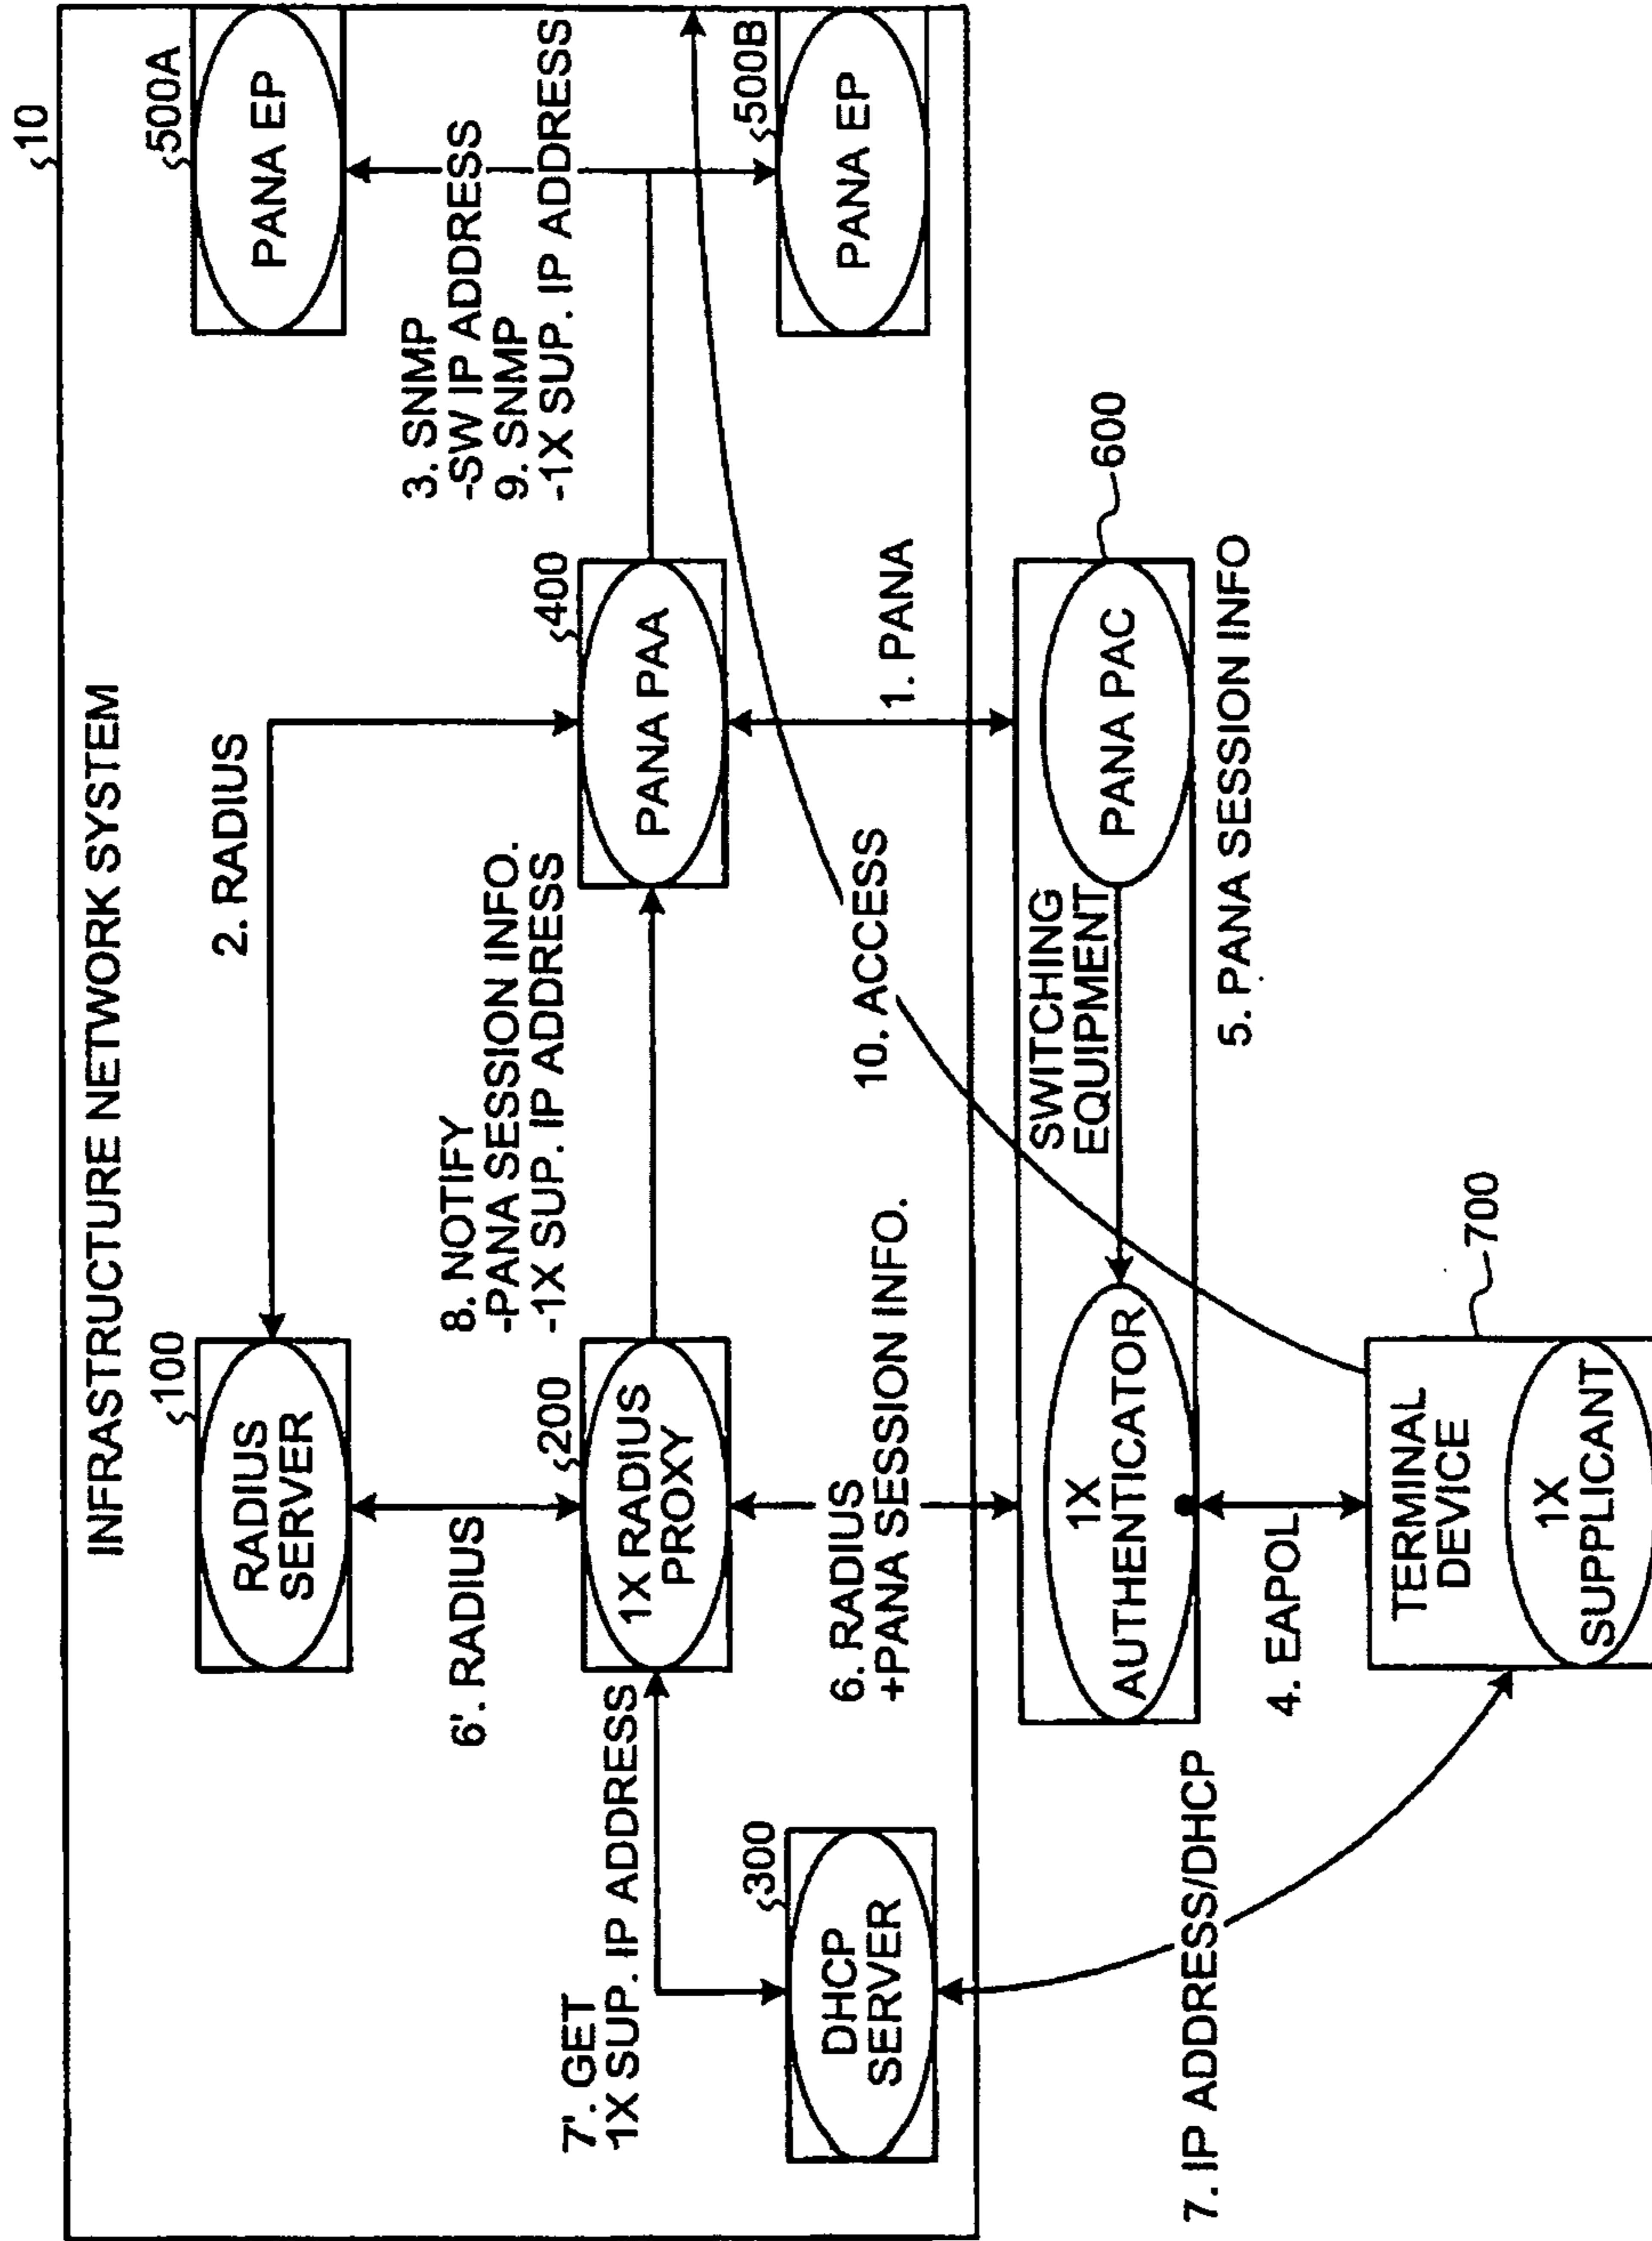 10
INFRASTRUCTURE NETWORK SYSTEM
100
RADIUS
SERVER
2. RADIUS
500A
PANA EP
6'. RADIUS
8. NOTIFY
-PANA SESSION INFO.
-1X SUP. IP ADDRESS
3. SNMP
-SW IP ADDRESS
9. SNMP
-1X SUP. IP ADDRESS
7'. GET
1X SUP. IP ADDRESS
200
1X RADIUS
PROXY
400
PANA PAA
300
DHCP
SERVER
500B
PANA EP
6. RADIUS
+PANA SESSION INFO.
10. ACCESS
1. PANA
SWITCHING
EQUIPMENT
1X
AUTHENTICATOR
PANA PAC
600
7. IP ADDRESS/DHCP
4. EAPOL
5. PANA SESSION INFO
700
TERMINAL
DEVICE
1X
SUPPLICANT